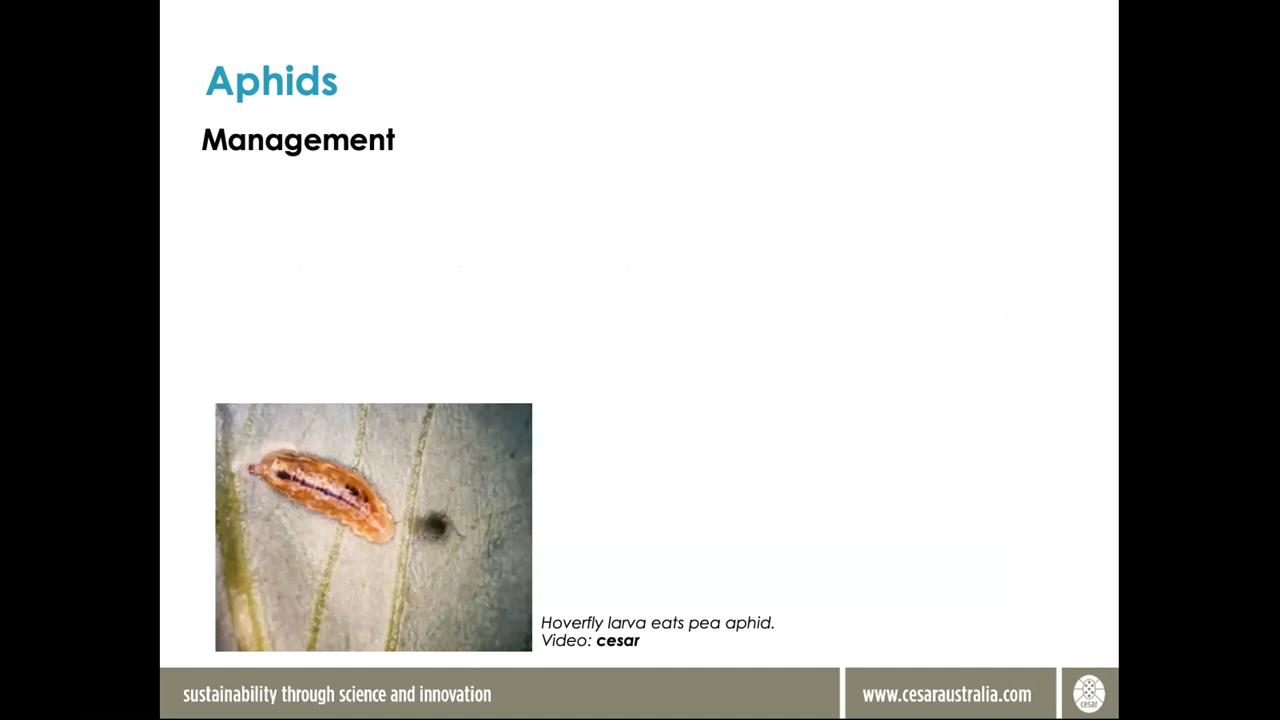 Aphids
Management
Hoverfly larva eats pea aphid.
Video: cesar
sustainability through science and innovation
www.cesaraustralia.com
cesar